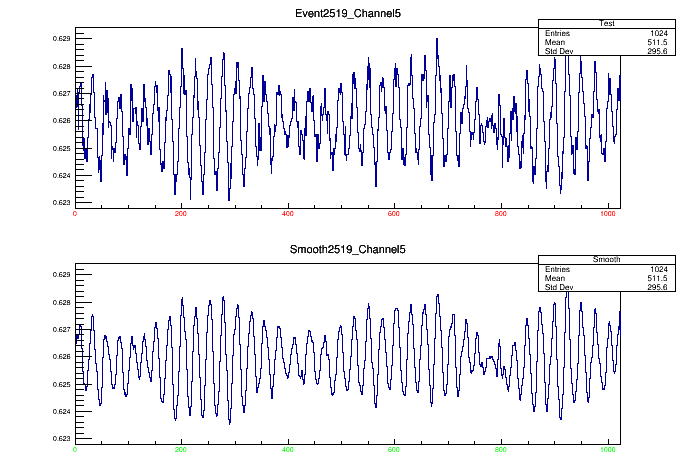 Event2519_Channel5
Test
Entries 1024
Mean 511.5
Std Dev 295.6
0.629
0.628
0.627
0.626
0.625
0.624
0.623
0 200 400 600 800 1000
Smooth2519_Channel5
Smooth
Entries 1024
Mean 511.5
Std Dev 295.6
0.629
0.628
0.627
0.626
0.625
0.624
0.623
0 200 400 600 800 1000